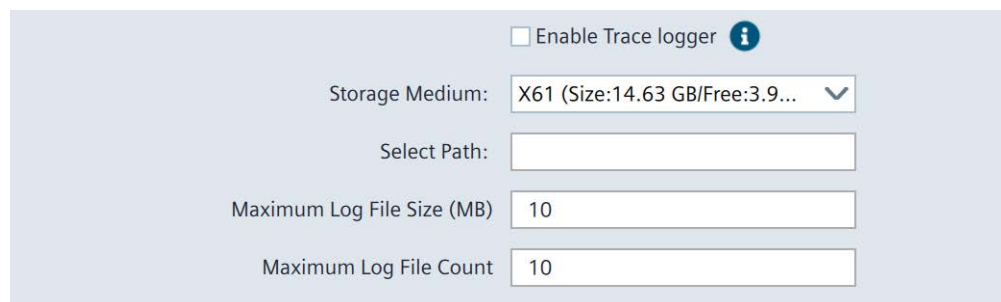 Enable Trace logger
Storage Medium: X61 (Size:14.63 GB/Free:3.9...
Select Path:
Maximum Log File Size (MB) 10
Maximum Log File Count 10